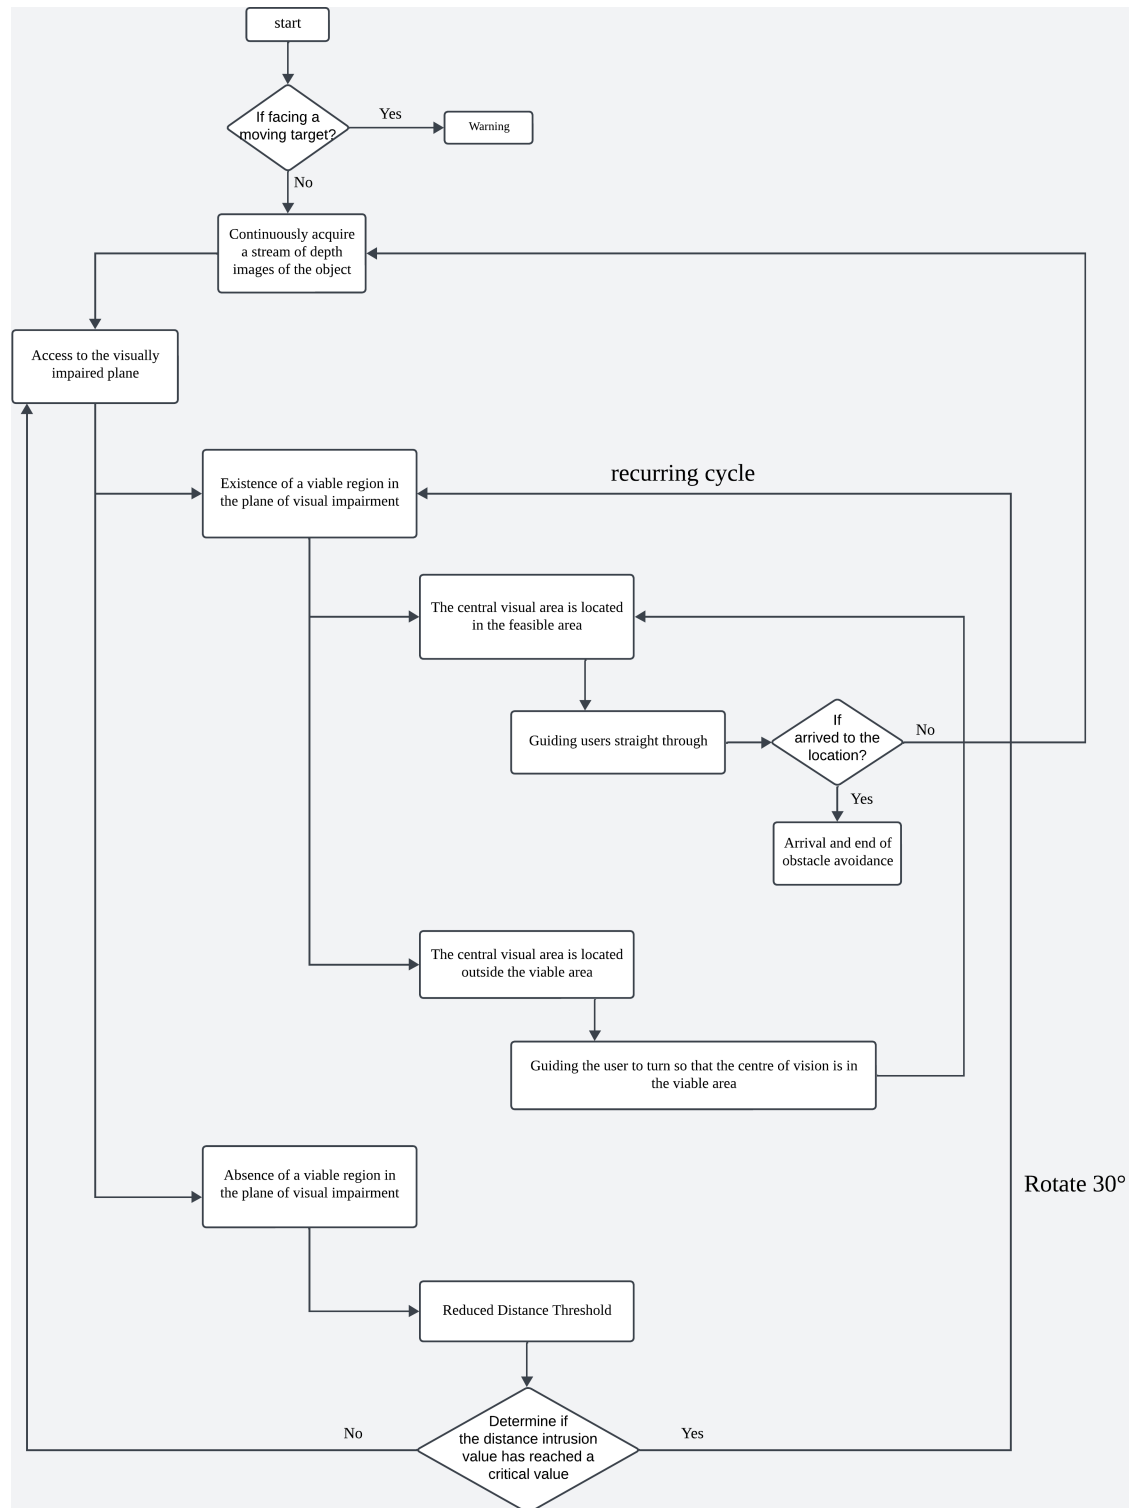 start
If facing a
moving target?
Yes
Warning
No
Continuously acquire
a stream of depth
images of the object
Access to the visually
impaired plane
Existence of a viable region in
the plane of visual impairment
recurring cycle
The central visual area is located
in the feasible area
Guiding users straight through
If
arrived to the
location?
No
Yes
Arrival and end of
obstacle avoidance
The central visual area is located
outside the viable area
Guiding the user to turn so that the centre of vision is in
the viable area
Absence of a viable region in
the plane of visual impairment
Rotate 30°
Reduced Distance Threshold
Determine if
the distance intrusion
value has reached a
critical value
No
Yes